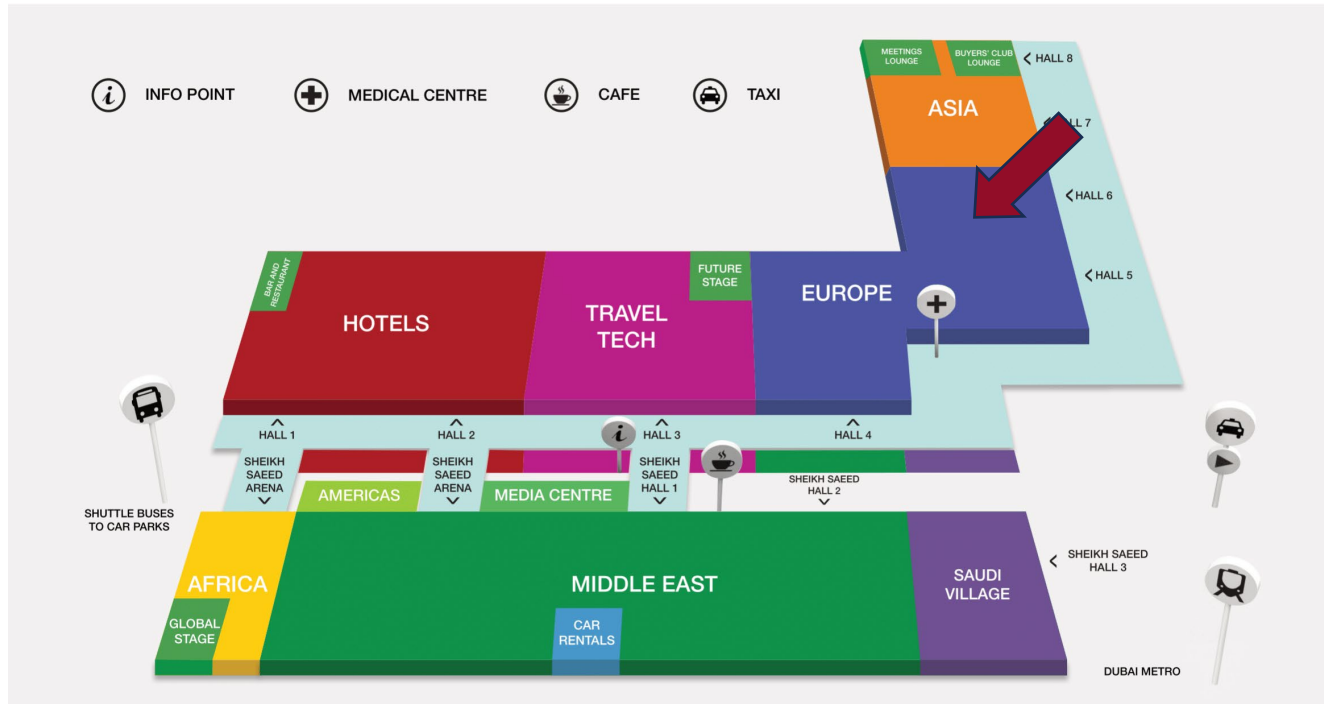 INFO POINT
MEDICAL CENTRE
CAFE
TAXI
MEETINGS
LOUNGE
BUYERS' CLUB
LOUNGE
< HALL 8
ASIA
LL 7
< HALL 6
< HALL 5
BAR AND
RESTAURANT
HOTELS
TRAVEL
TECH
FUTURE
STAGE
EUROPE
HALL 1
HALL 2
HALL 3
HALL 4
SHEIKH
SAEED
ARENA
AMERICAS
SHEIKH
SAEED
ARENA
MEDIA CENTRE
SHEIKH
SAEED
HALL 1
SHEIKH SAEED
HALL 2
SHUTTLE BUSES
TO CAR PARKS
AFRICA
GLOBAL
STAGE
MIDDLE EAST
CAR
RENTALS
SAUDI
VILLAGE
< SHEIKH SAEED
HALL 3
DUBAI METRO